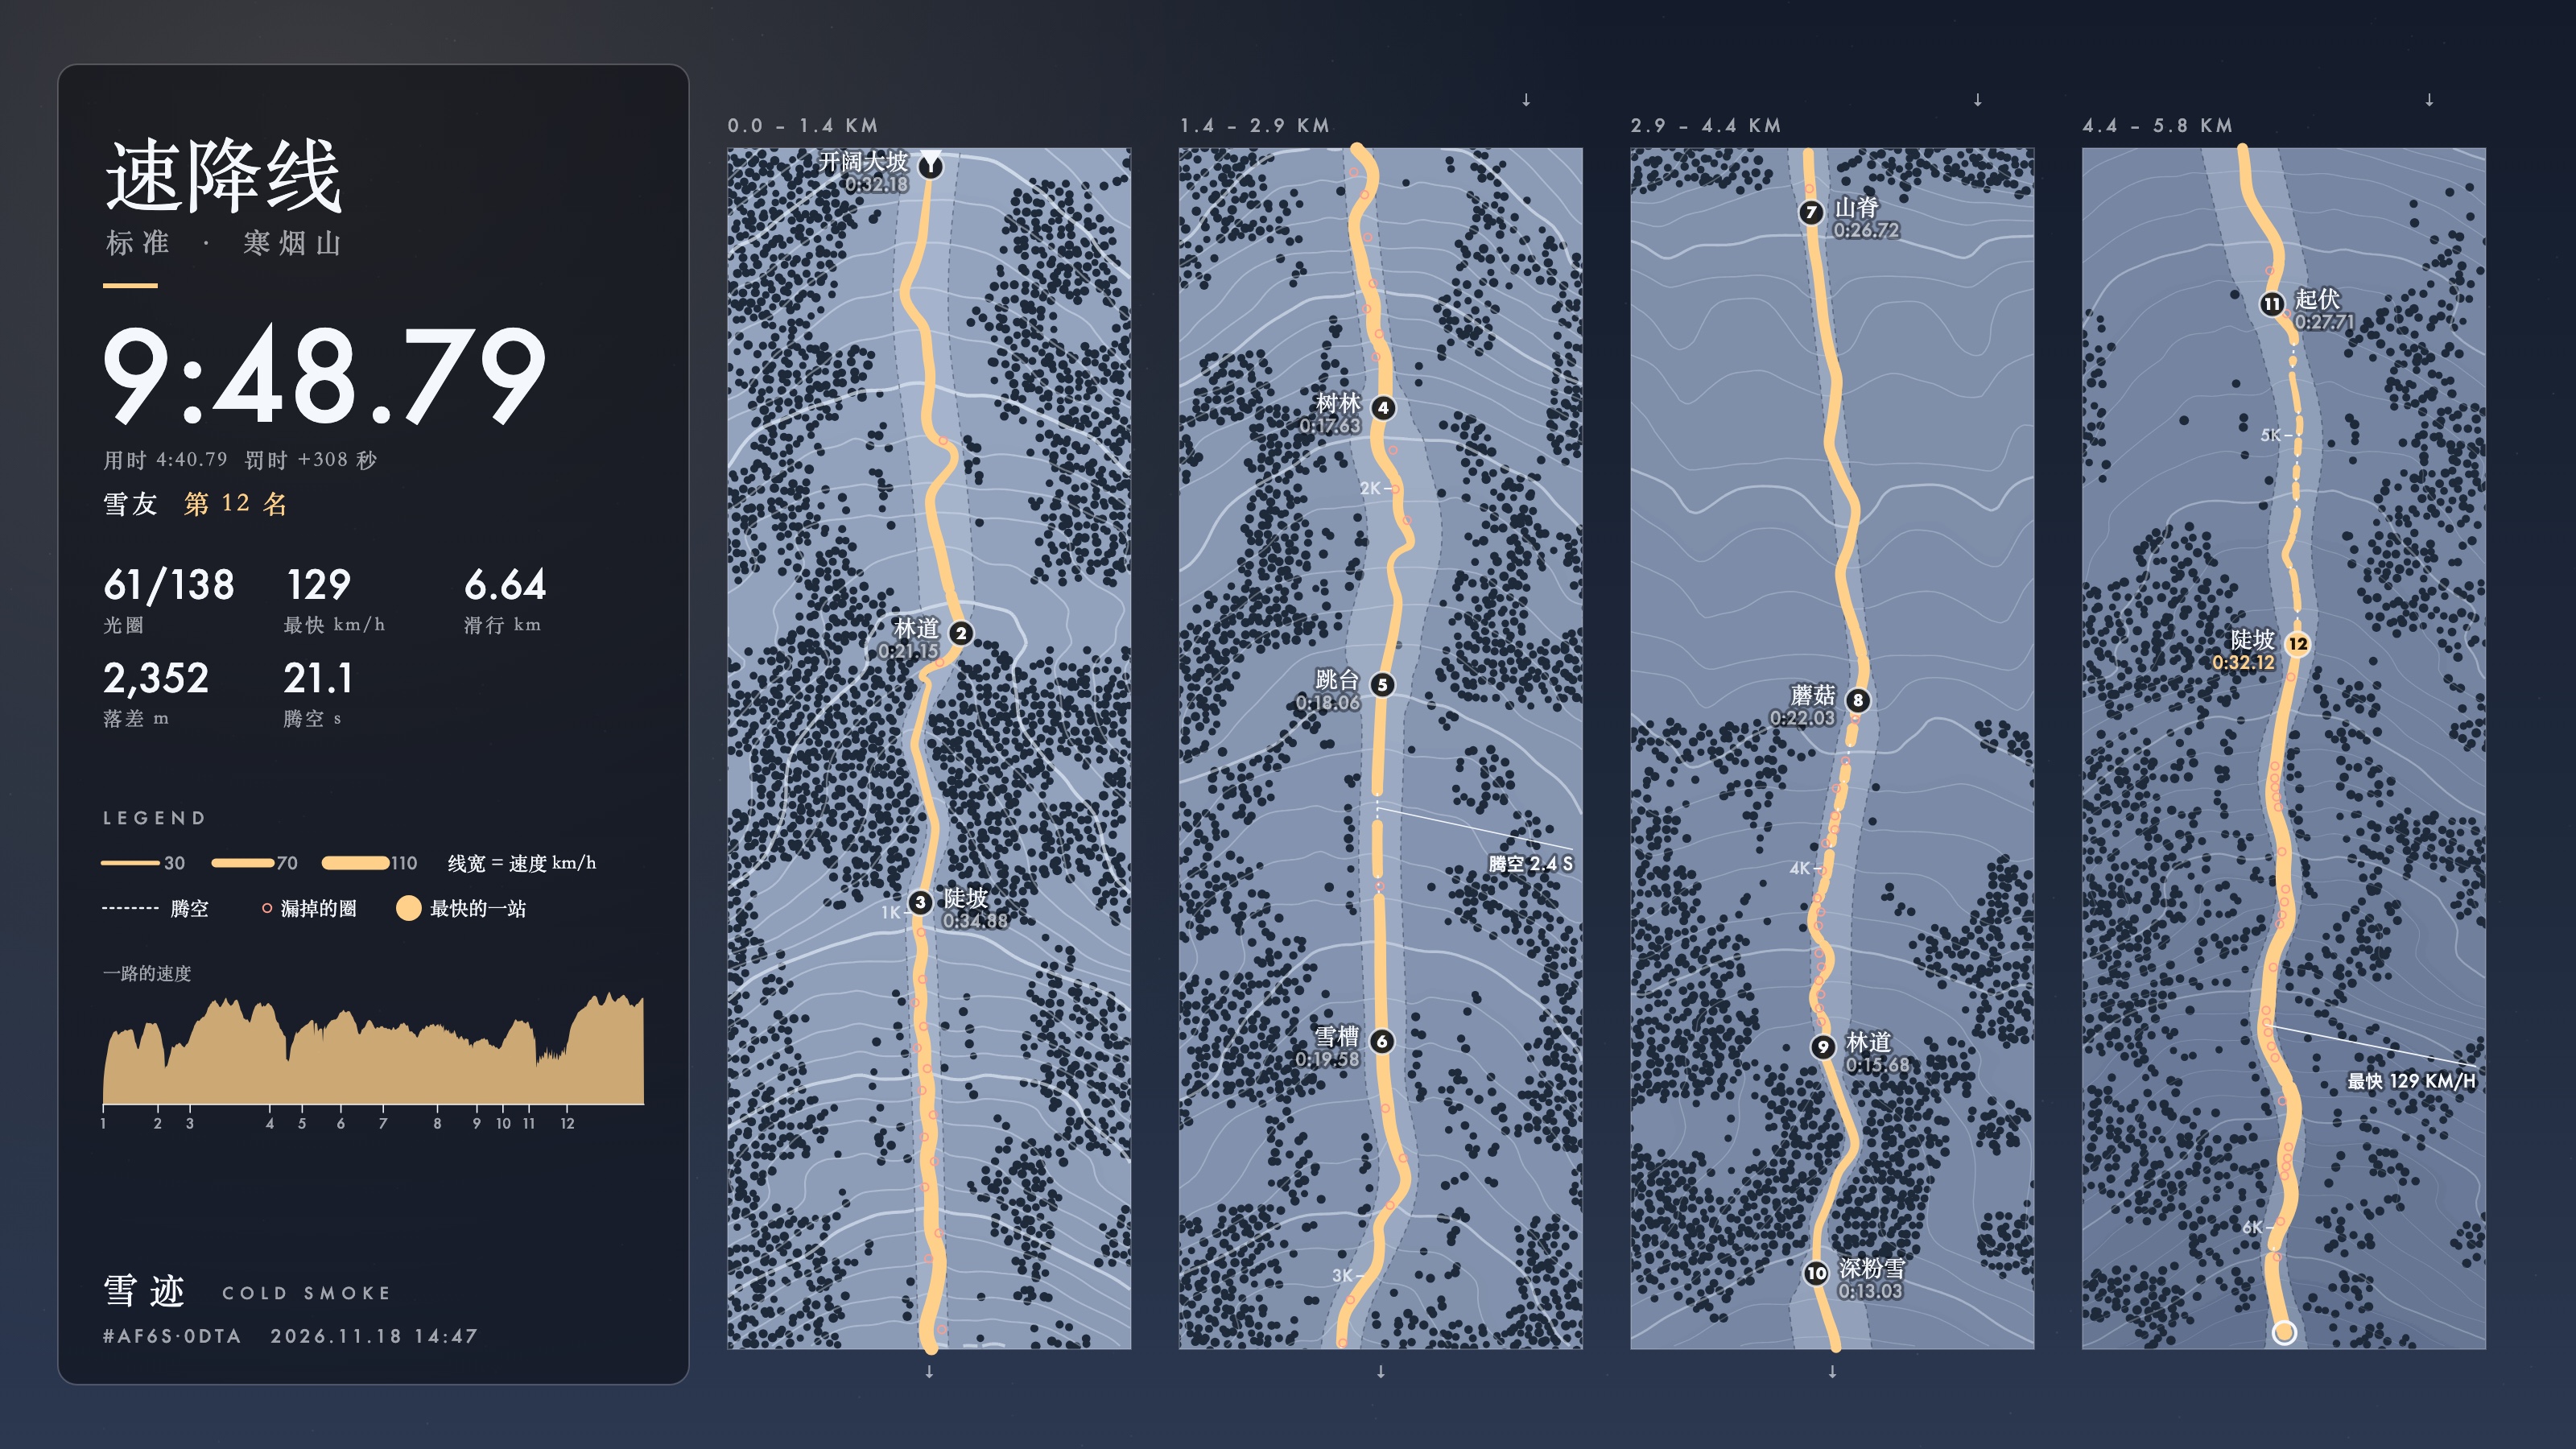 速降线
标准 · 寒烟山
9:48.79
用时 4:40.79 罚时 +308 秒
雪友 第 12 名
61/138 129 6.64
光圈 最快 km/h 滑行 km
2,352 21.1
落差 m 腾空 s
LEGEND
30 70 110 线宽 = 速度 km/h
腾空 漏掉的圈 最快的一站
一路的速度
1 2 3 4 5 6 7 8 9 10 11 12
雪迹 COLD SMOKE
#AF6S·0DTA 2026.11.18 14:47
0.0 – 1.4 KM
开阔大坡 1
0:32.18
林道 2
0:21.15
3 陡坡
1K
0:34.88
↓
↓
1.4 – 2.9 KM
树林 4
0:17.63
2K
跳台 5
0:18.06
腾空 2.4 S
雪槽 6
0:19.58
3K
↓
↓
2.9 – 4.4 KM
7 山脊
0:26.72
蘑菇 8
0:22.03
4K
9 林道
0:15.68
10 深粉雪
0:13.03
↓
↓
4.4 – 5.8 KM
11 起伏
0:27.71
5K
陡坡 12
0:32.12
最快 129 KM/H
6K